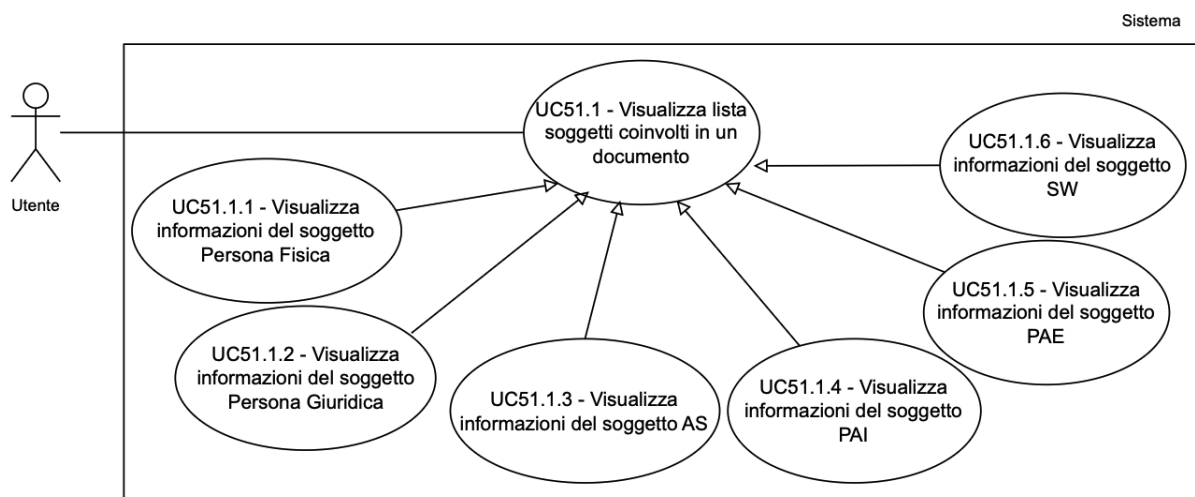 Sistema
UC51.1 - Visualizza lista
soggetti coinvolti in un
documento
UC51.1.6 - Visualizza
informazioni del soggetto
SW
Utente
UC51.1.1 - Visualizza
informazioni del soggetto
Persona Fisica
UC51.1.5 - Visualizza
informazioni del soggetto
PAE
UC51.1.2 - Visualizza
informazioni del soggetto
Persona Giuridica
UC51.1.3 - Visualizza
informazioni del soggetto AS
UC51.1.4 - Visualizza
informazioni del soggetto
PAI